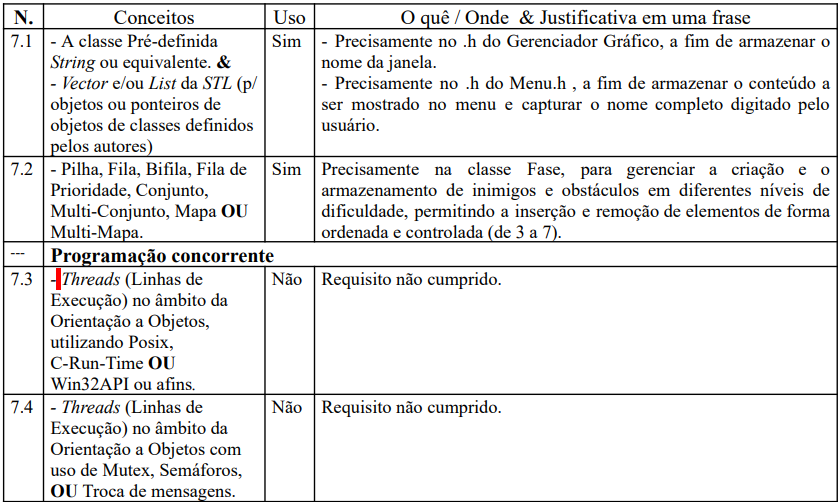 N. Conceitos Uso O quê / Onde & Justificativa em uma frase
7.1 - A classe Pré-definida Sim - Precisamente no .h do Gerenciador Gráfico, a fim de armazenar o
String ou equivalente. & nome da janela.
- Vector e/ou List da STL (p/ - Precisamente no .h do Menu.h , a fim de armazenar o conteúdo a
objetos ou ponteiros de ser mostrado no menu e capturar o nome completo digitado pelo
objetos de classes definidos usuário.
pelos autores)
7.2 - Pilha, Fila, Bifila, Fila de Sim Precisamente na classe Fase, para gerenciar a criação e o
Prioridade, Conjunto, armazenamento de inimigos e obstáculos em diferentes níveis de
Multi-Conjunto, Mapa OU dificuldade, permitindo a inserção e remoção de elementos de forma
Multi-Mapa. ordenada e controlada (de 3 a 7).
--- Programação concorrente
7.3 - Threads (Linhas de Não Requisito não cumprido.
Execução) no âmbito da
Orientação a Objetos,
utilizando Posix,
C-Run-Time OU
Win32API ou afins.
7.4 - Threads (Linhas de Não Requisito não cumprido.
Execução) no âmbito da
Orientação a Objetos com
uso de Mutex, Semáforos,
OU Troca de mensagens.